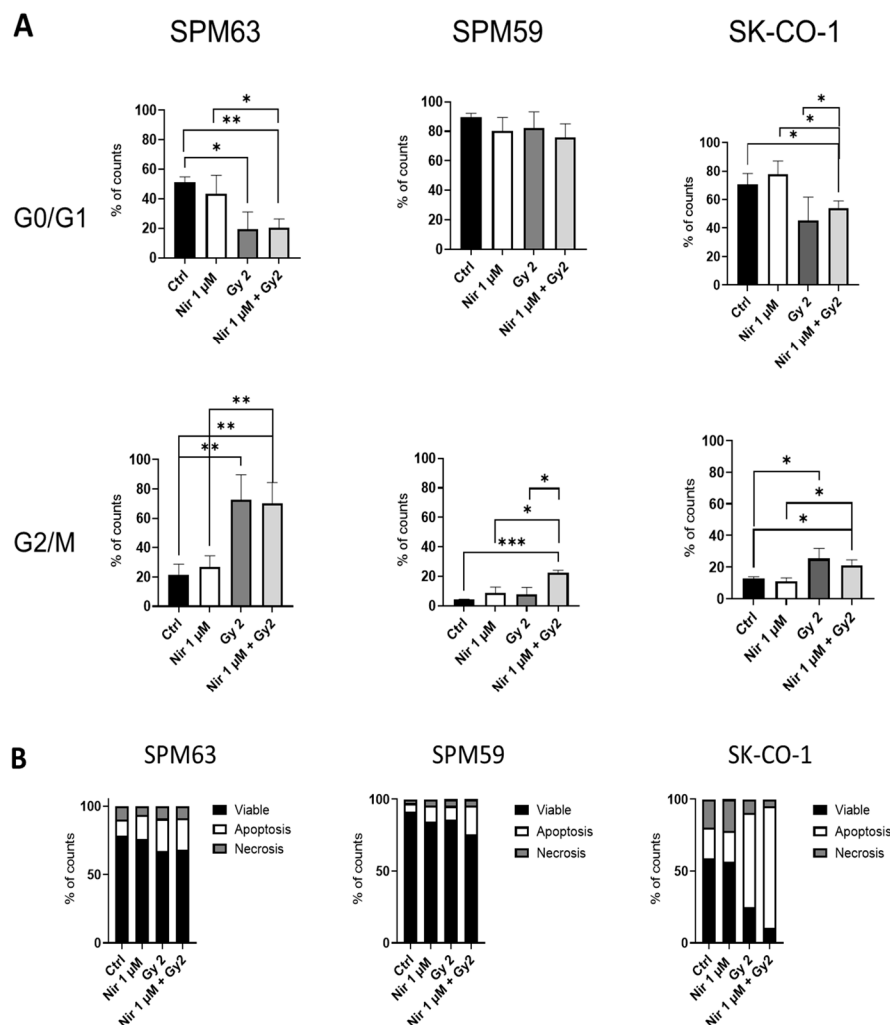 A
SPM63
SPM59
SK-CO-1
G0/G1
% of counts
100
80
60
40
20
0
*
**
*
Ctrl
Nir 1 µM
Gy 2
Nir 1 µM + Gy2
% of counts
100
80
60
40
20
0
Ctrl
Nir 1 µM
Gy 2
Nir 1 µM + Gy2
% of counts
100
80
60
40
20
0
*
*
*
Ctrl
Nir 1 µM
Gy 2
Nir 1 µM + Gy2
G2/M
% of counts
100
80
60
40
20
0
**
**
**
Ctrl
Nir 1 µM
Gy 2
Nir 1 µM + Gy2
% of counts
100
80
60
40
20
0
*
*
***
Ctrl
Nir 1 µM
Gy 2
Nir 1 µM + Gy2
% of counts
100
80
60
40
20
0
*
*
*
Ctrl
Nir 1 µM
Gy 2
Nir 1 µM + Gy2
B
SPM63
SPM59
SK-CO-1
% of counts
100
50
0
Viable
Apoptosis
Necrosis
Ctrl
Nir 1 µM
Gy 2
Nir 1 µM + Gy2
% of counts
100
50
0
Viable
Apoptosis
Necrosis
Ctrl
Nir 1 µM
Gy 2
Nir 1 µM + Gy2
% of counts
100
50
0
Viable
Apoptosis
Necrosis
Ctrl
Nir 1 µM
Gy 2
Nir 1 µM + Gy2